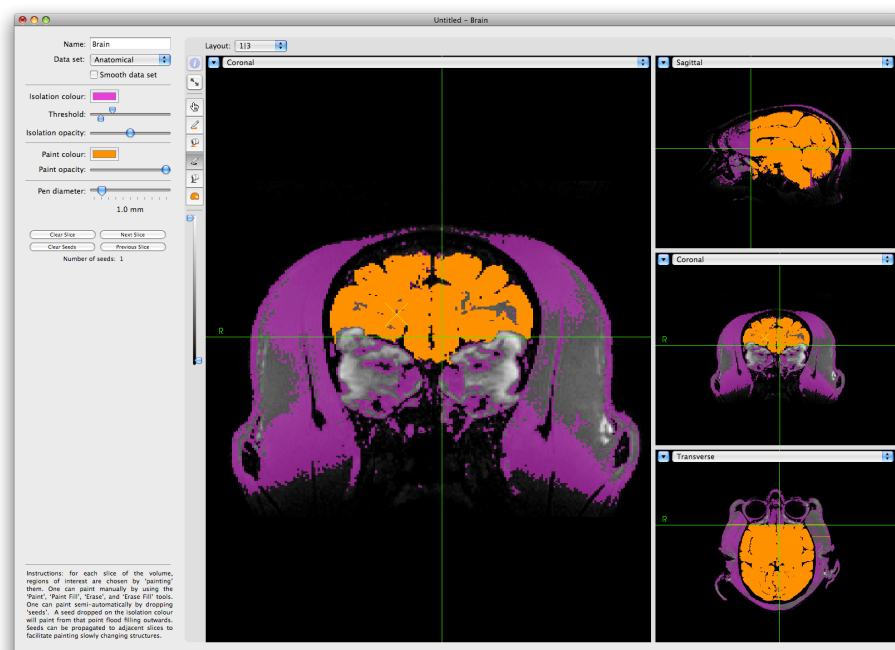 Untitled – Brain
Name: Brain
Data set: Anatomical
Smooth data set
Isolation colour:
Threshold:
Isolation opacity:
Paint colour:
Paint opacity:
Pen diameter:
1.0 mm
Clear Slice Next Slice
Clear Seeds Previous Slice
Number of seeds: 1
Instructions: for each slice of the volume,
regions of interest are chosen by 'painting'
them. One can paint manually by using the
'Paint', 'Paint Fill', 'Erase', and 'Erase Fill' tools.
One can paint semi-automatically by dropping
'seeds'. A seed dropped on the isolation colour
will paint from that point flood filling outwards.
Seeds can be propagated to adjacent slices to
facilitate painting slowly changing structures.
Layout: 1|3
Coronal
R
Sagittal
Coronal
R
Transverse
R